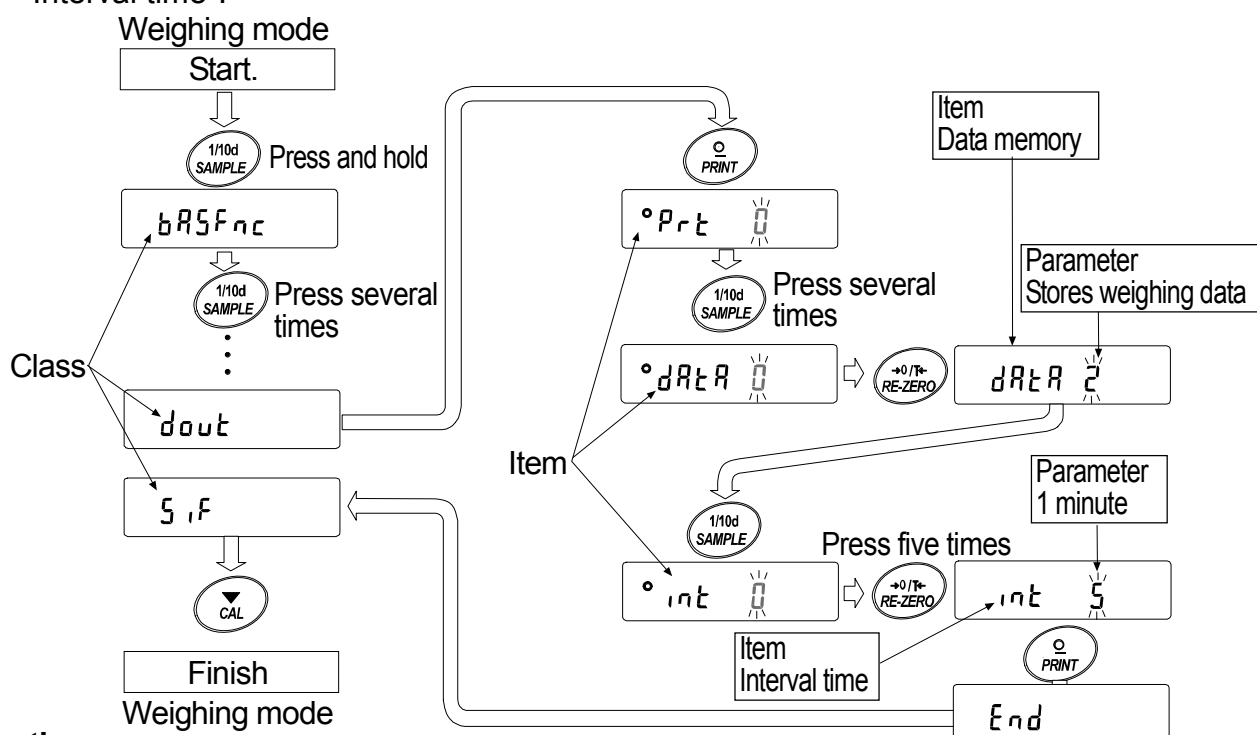 Weighing mode
Start.
1/10d
SAMPLE
Press and hold
bASFnc
1/10d
SAMPLE
Press several
times
Class
dout
SiF
CAL
Finish
Weighing mode
PRINT
Prt 0
1/10d
SAMPLE
Press several
times
dAtA 0
→0/T←
RE-ZERO
Item
Data memory
Parameter
Stores weighing data
dAtA 2
Item
1/10d
SAMPLE
int 0
Press five times
→0/T←
RE-ZERO
Parameter
1 minute
int 5
Item
Interval time
PRINT
End